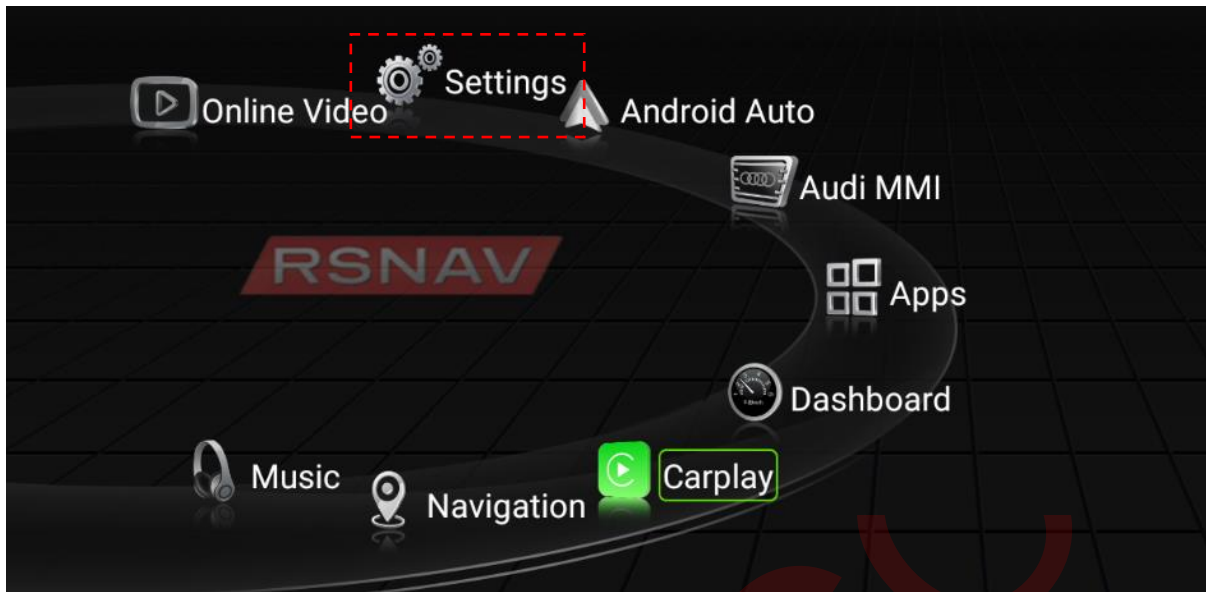 Settings
Online Video
Android Auto
Audi MMI
RSNAV
Apps
Dashboard
Music
Carplay
Navigation